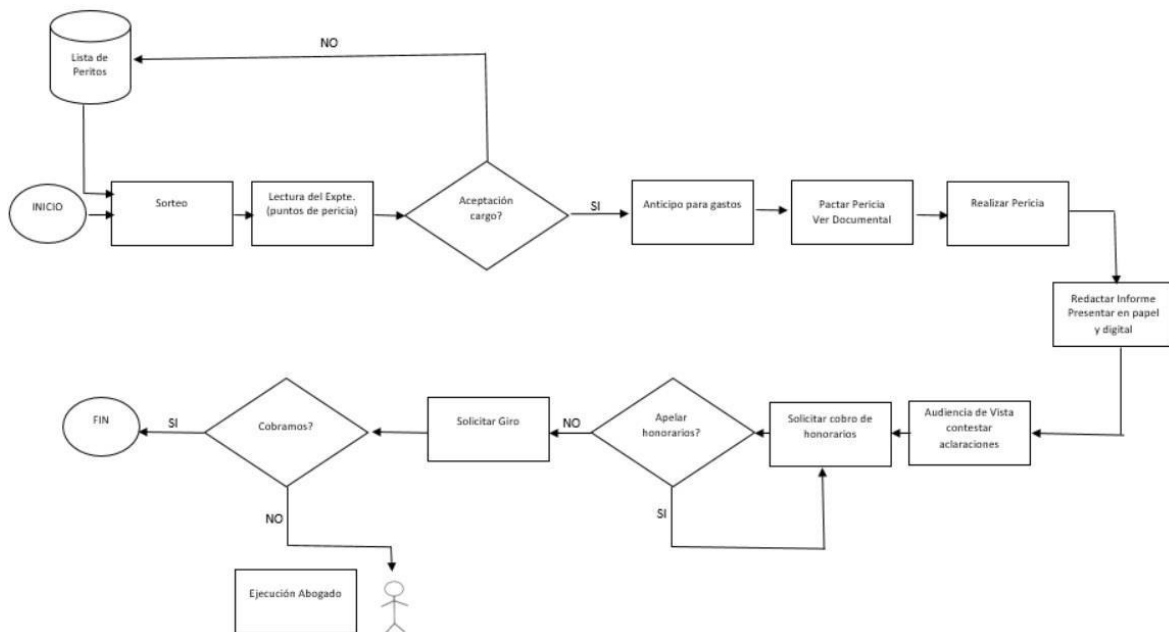 Lista de
Peritos
NO
INICIO
Sorteo
Lectura del Expte.
(puntos de pericia)
Aceptación
cargo?
SI
Anticipo para gastos
Pactar Pericia
Ver Documental
Realizar Pericia
Redactar Informe
Presentar en papel
y digital
Audiencia de Vista
contestar
aclaraciones
Solicitar cobro de
honorarios
Apelar
honorarios?
SI
NO
Solicitar Giro
Cobramos?
SI
FIN
NO
Ejecución Abogado